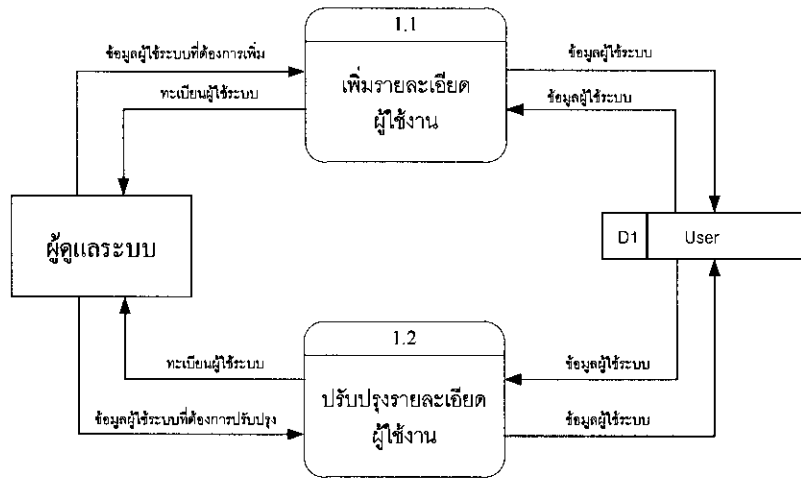 1.1
ข้อมูลผู้ใช้ระบบที่ต้องการเพิ่ม
ข้อมูลผู้ใช้ระบบ
เพิ่มรายละเอียด
ผู้ใช้งาน
ทะเบียนผู้ใช้ระบบ
ข้อมูลผู้ใช้ระบบ
ผู้ดูแลระบบ
D1 User
1.2
ทะเบียนผู้ใช้ระบบ
ข้อมูลผู้ใช้ระบบ
ปรับปรุงรายละเอียด
ผู้ใช้งาน
ข้อมูลผู้ใช้ระบบที่ต้องการปรับปรุง
ข้อมูลผู้ใช้ระบบ